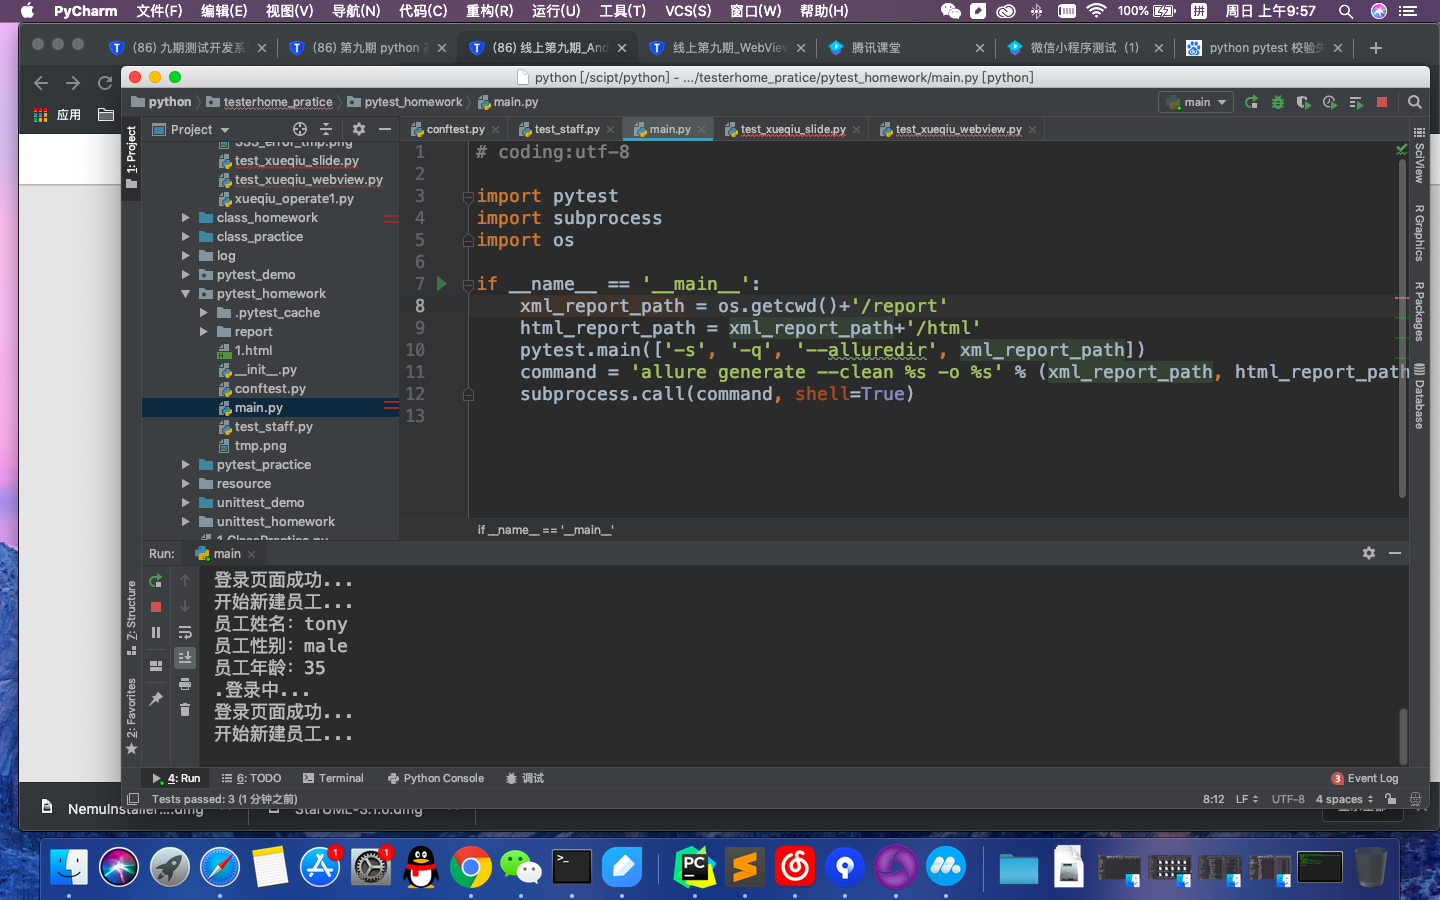 PyCharm 文件(F) 编辑(E) 视图(V) 导航(N) 代码(C) 重构(R) 运行(U) 工具(T) VCS(S) 窗口(W) 帮助(H) 100% 拼 周日 上午9:57
(86) 九期测试开发系 (86) 第九期 python (86) 线上第九期_And 线上第九期_WebView 腾讯课堂 微信小程序测试 (1) python pytest 校验
python [/scipt/python] - .../testerhome_pratice/pytest_homework/main.py [python]
应用
python testerhome_pratice pytest_homework main.py main
Project conftest.py test_staff.py main.py test_xueqiu_slide.py test_xueqiu_webview.py
1: Project
SSS_error_tmp.png
test_xueqiu_slide.py
test_xueqiu_webview.py
xueqiu_operate1.py
class_homework
class_practice
log
pytest_demo
pytest_homework
.pytest_cache
report
1.html
__init__.py
conftest.py
main.py
test_staff.py
tmp.png
pytest_practice
resource
unittest_demo
unittest_homework
1 # coding:utf-8
2
3 import pytest
4 import subprocess
5 import os
6
7 if __name__ == '__main__':
8 xml_report_path = os.getcwd()+'/report'
9 html_report_path = xml_report_path+'/html'
10 pytest.main(['-s', '-q', '--alluredir', xml_report_path])
11 command = 'allure generate --clean %s -o %s' % (xml_report_path, html_report_path
12 subprocess.call(command, shell=True)
13
if __name__ == '__main__'
SciView
R Graphics
R Packages
Database
Run: main
7: Structure
2: Favorites
登录页面成功...
开始新建员工...
员工姓名: tony
员工性别: male
员工年龄: 35
.登录中...
登录页面成功...
开始新建员工...
4: Run 6: TODO Terminal Python Console 调试 3 Event Log
Tests passed: 3 (1 分钟之前) 8:12 LF UTF-8 4 spaces
NemuInstaller....dmg StarUML-3.1.0.dmg
1 1
PC